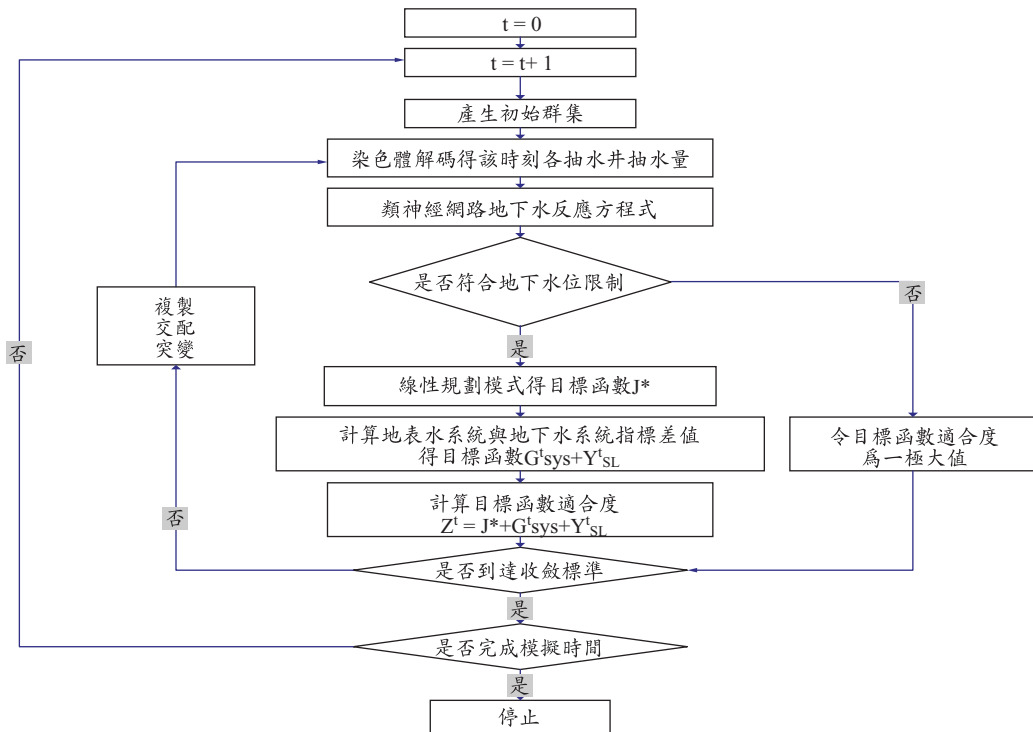 t = 0
t = t+ 1
產生初始群集
染色體解碼得該時刻各抽水井抽水量
類神經網路地下水反應方程式
是否符合地下水位限制
否
複製
交配
突變
否
是
線性規劃模式得目標函數J*
計算地表水系統與地下水系統指標差值
得目標函數Gᵗsys+Yᵗ_SL
令目標函數適合度
爲一極大值
計算目標函數適合度
Zᵗ = J*+Gᵗsys+Yᵗ_SL
否
是否到達收斂標準
是
是否完成模擬時間
是
停止